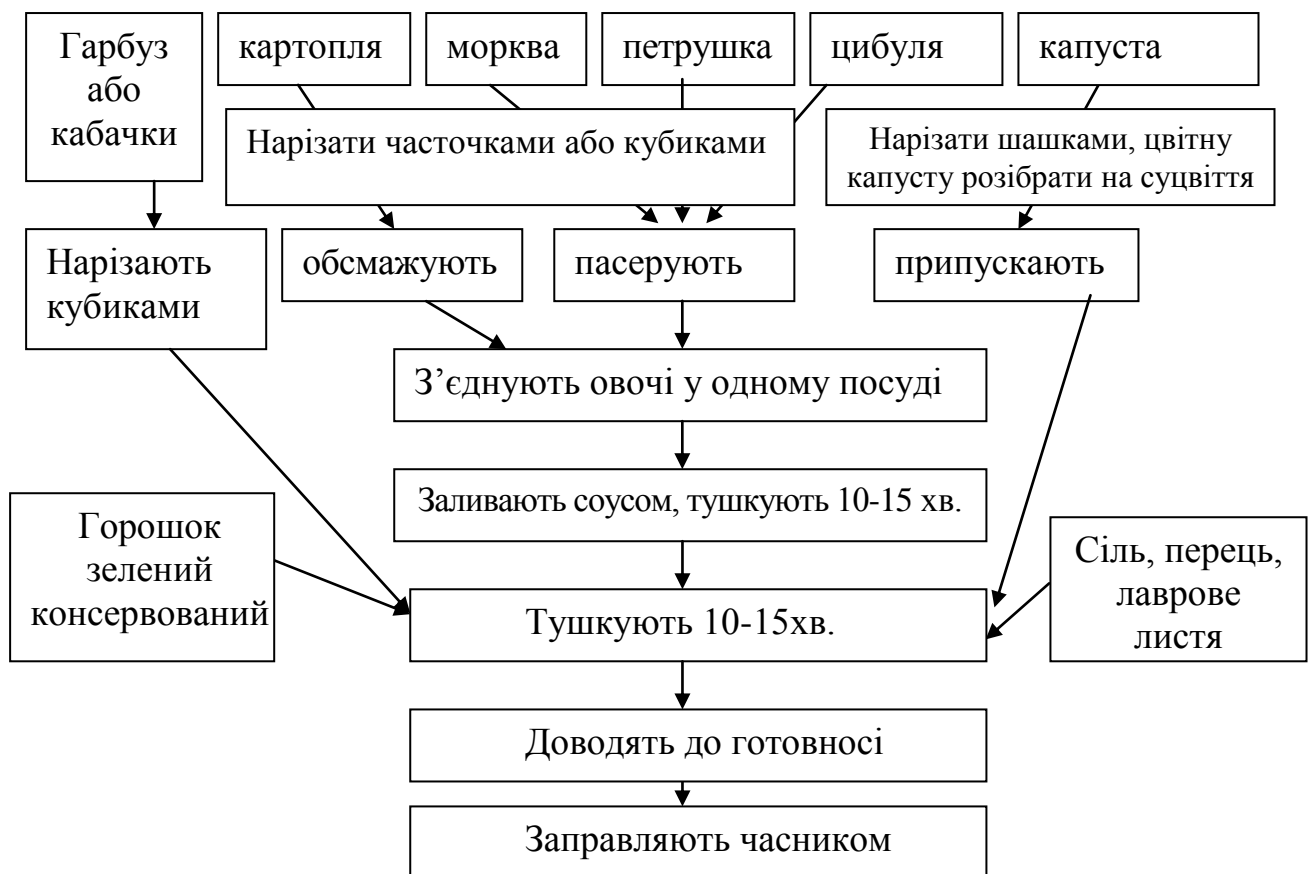 Гарбуз
або
кабачки
картопля
морква
петрушка
цибуля
капуста
Нарізати часточками або кубиками
Нарізати шашками, цвітну
капусту розібрати на суцвіття
Нарізають
кубиками
обсмажують
пасерують
припускають
З’єднують овочі у одному посуді
Заливають соусом, тушкують 10-15 хв.
Горошок
зелений
консервований
Тушкують 10-15хв.
Сіль, перець,
лаврове
листя
Доводять до готовносі
Заправляють часником